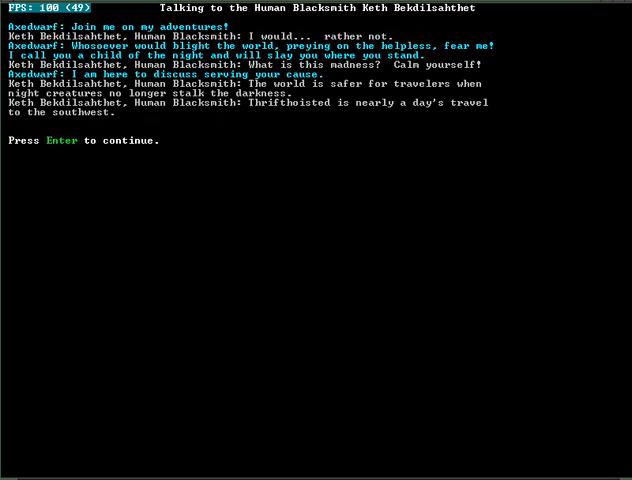 FPS: 100 (49) Talking to the Human Blacksmith Keth Bekdilsahthet
Axedwarf: Join me on my adventures!
Keth Bekdilsahthet, Human Blacksmith: I would... rather not.
Axedwarf: Whosoever would blight the world, preying on the helpless, fear me!
I call you a child of the night and will slay you where you stand.
Keth Bekdilsahthet, Human Blacksmith: What is this madness? Calm yourself!
Axedwarf: I am here to discuss serving your cause.
Keth Bekdilsahthet, Human Blacksmith: The world is safer for travelers when
night creatures no longer stalk the darkness.
Keth Bekdilsahthet, Human Blacksmith: Thrifthoisted is nearly a day's travel
to the southwest.
Press Enter to continue.